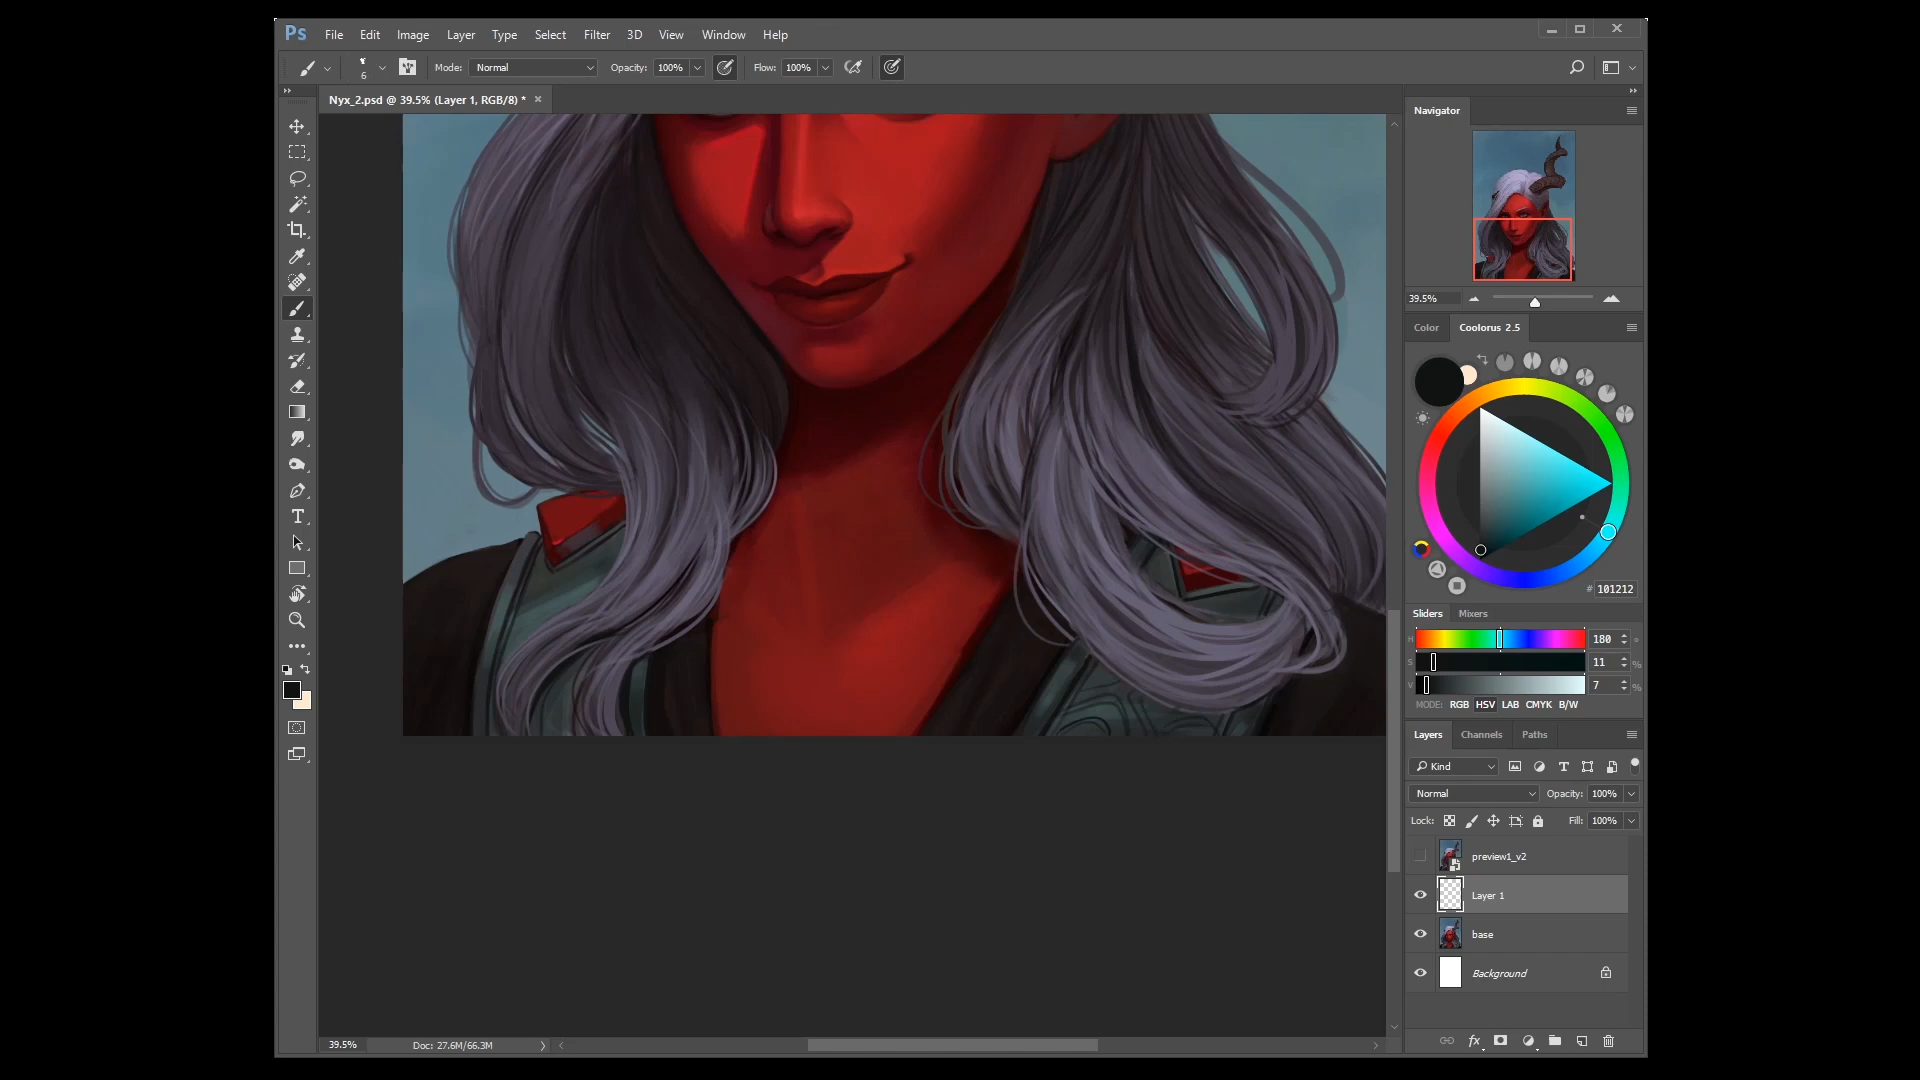 Ps File Edit Image Layer Type Select Filter 3D View Window Help
6 Mode: Normal Opacity: 100% Flow: 100%
Nyx_2.psd @ 39.5% (Layer 1, RGB/8) * ×
Navigator
39.5%
Color Coolorus 2.5
# 101212
Sliders Mixers
H 180 °
S 11 %
V 7 %
MODE: RGB HSV LAB CMYK B/W
Layers Channels Paths
Kind
Normal Opacity: 100%
Lock: Fill: 100%
preview1_v2
Layer 1
base
Background
fx
39.5% Doc: 27.6M/66.3M